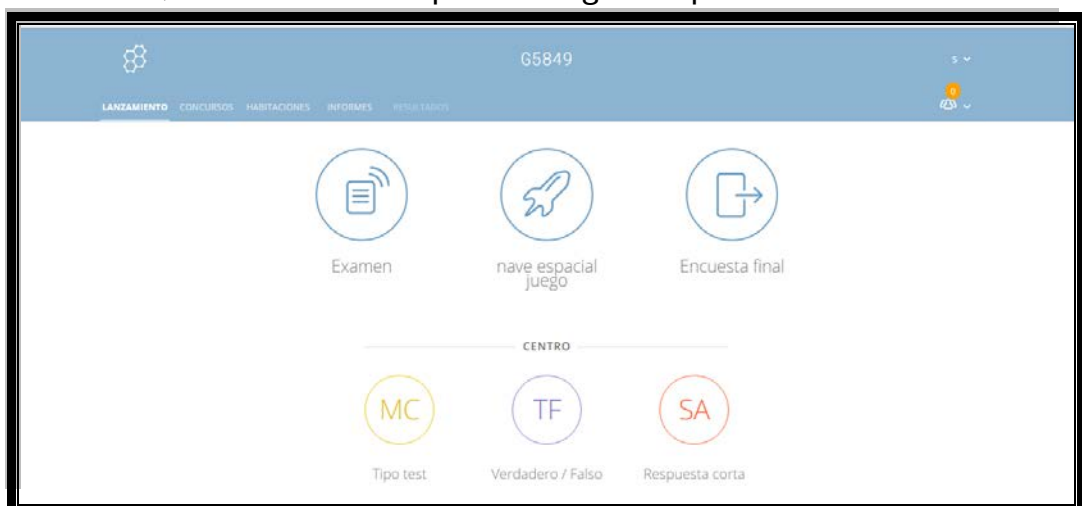 G5849
S
0
LANZAMIENTO CONCURSOS HABITACIONES INFORMES RESULTADOS
Examen
nave espacial
juego
Encuesta final
CENTRO
MC
TF
SA
Tipo test
Verdadero / Falso
Respuesta corta